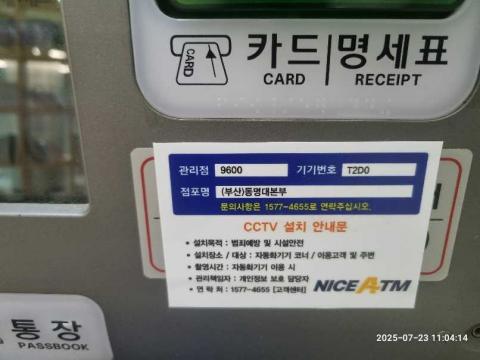 CARD
카드|명세표
CARD RECEIPT
관리점 9600 기기번호 T2D0
점포명 (부산)동명대본부
문의사항은 1577-4655로 연락주십시오.
CCTV 설치 안내문
• 설치목적 : 범죄예방 및 시설안전
• 설치장소 / 대상 : 자동화기기 코너 / 이용고객 및 주변
• 촬영시간 : 자동화기기 이용 시
• 관리책임자 : 개인정보 보호 담당자
• 연 락 처 : 1577-4655 [고객센터]
NICE ATM
통장
PASSBOOK
2025-07-23 11:04:14